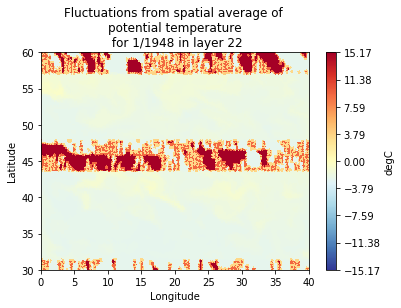 Fluctuations from spatial average of
potential temperature
for 1/1948 in layer 22
60
55
50
45
40
35
30
Latitude
0 5 10 15 20 25 30 35 40
Longitude
15.17
11.38
7.59
3.79
0.00
−3.79
−7.59
−11.38
−15.17
degC